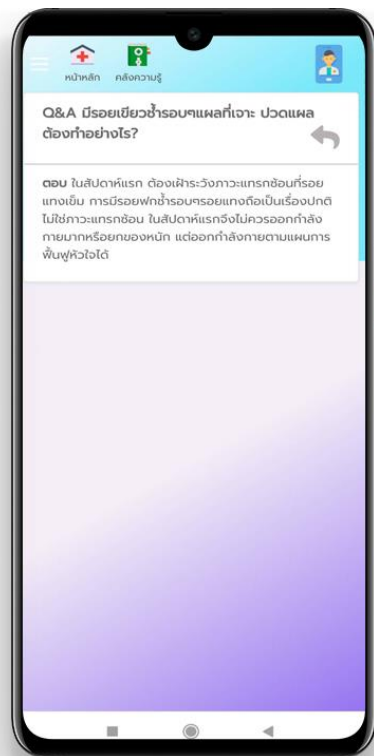 หน้าหลัก คลังความรู้
Q&A มีรอยเขียวช้ำรอบๆแผลที่เจาะ ปวดแผล
ต้องทำอย่างไร?
ตอบ ในสัปดาห์แรก ต้องเฝ้าระวังภาวะแทรกซ้อนที่รอย
แทงเข็ม การมีรอยฟกช้ำรอบๆรอยแทงถือเป็นเรื่องปกติ
ไม่ใช่ภาวะแทรกซ้อน ในสัปดาห์แรกจึงไม่ควรออกกำลัง
กายมากหรือยกของหนัก แต่ออกกำลังกายตามแผนการ
ฟื้นฟูหัวใจได้